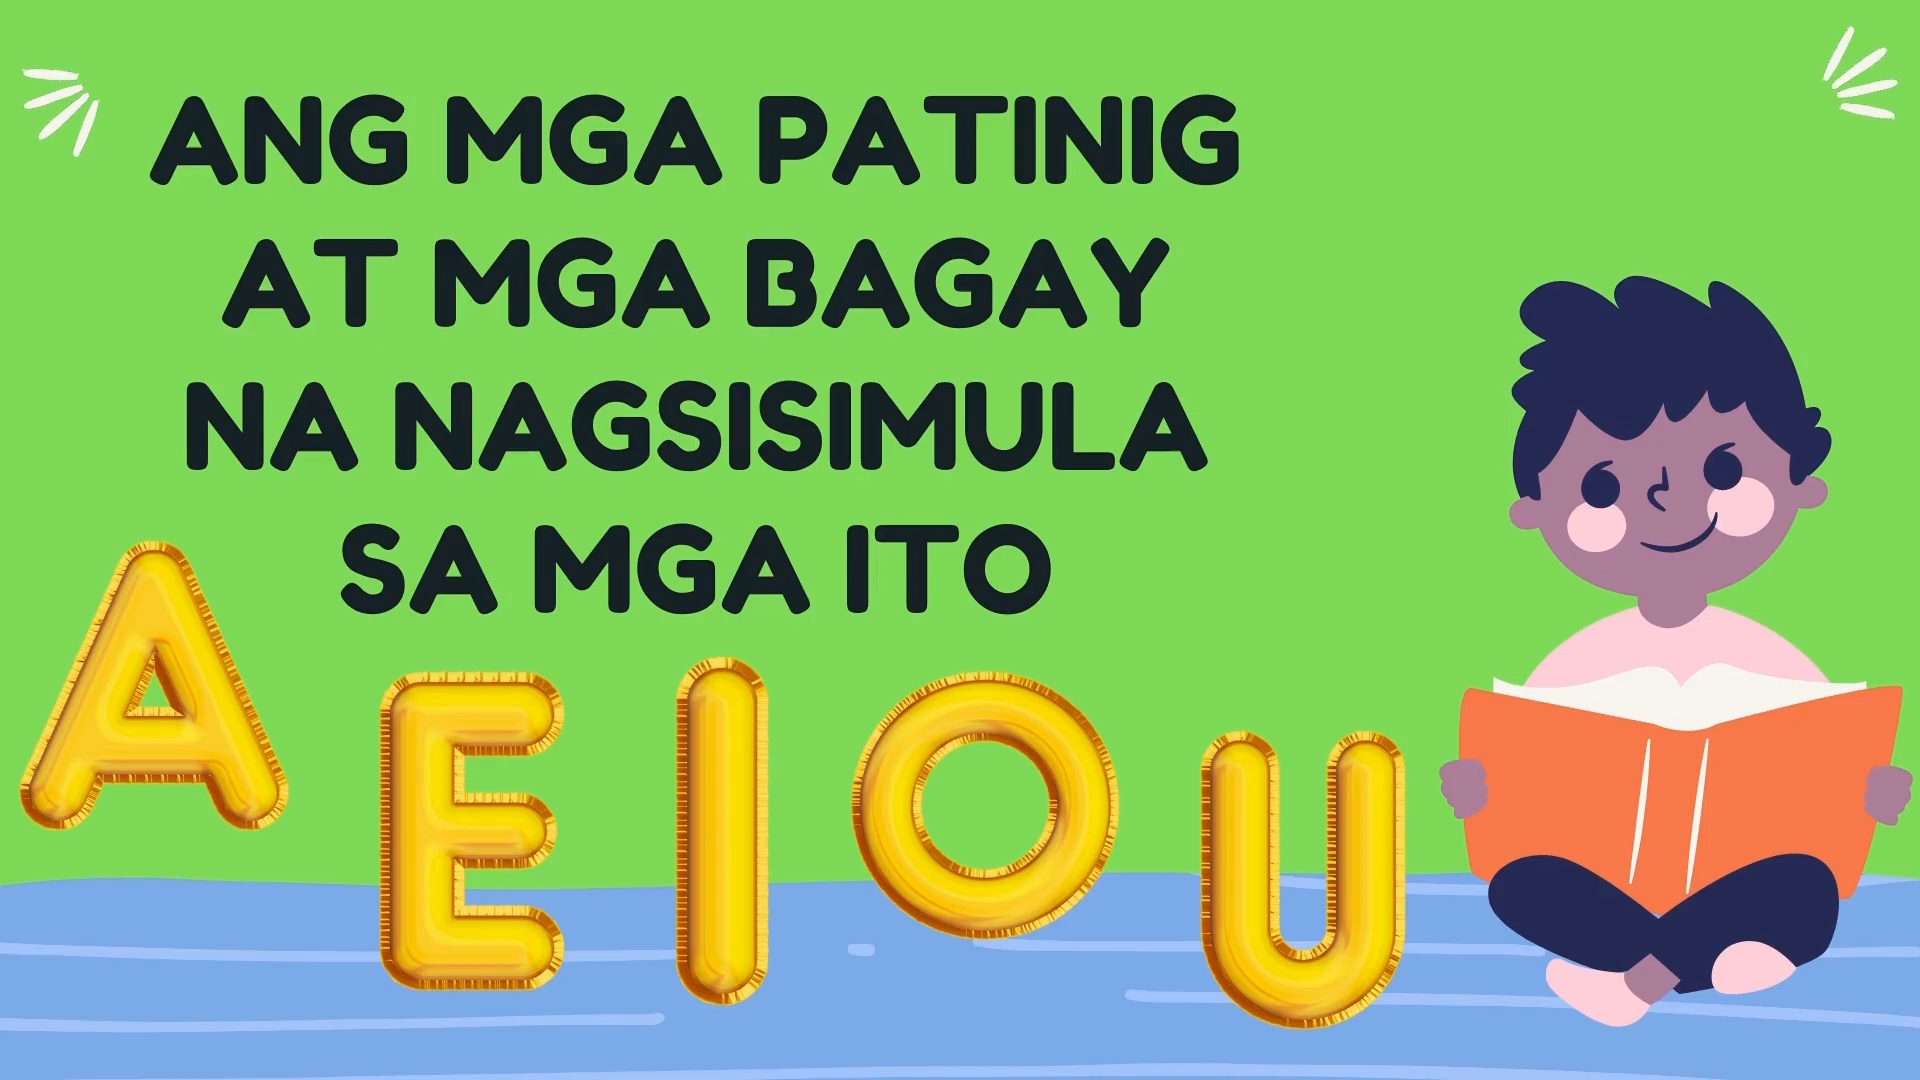 ANG MGA PATINIG
AT MGA BAGAY
NA NAGSISIMULA
SA MGA ITO
A E I O U